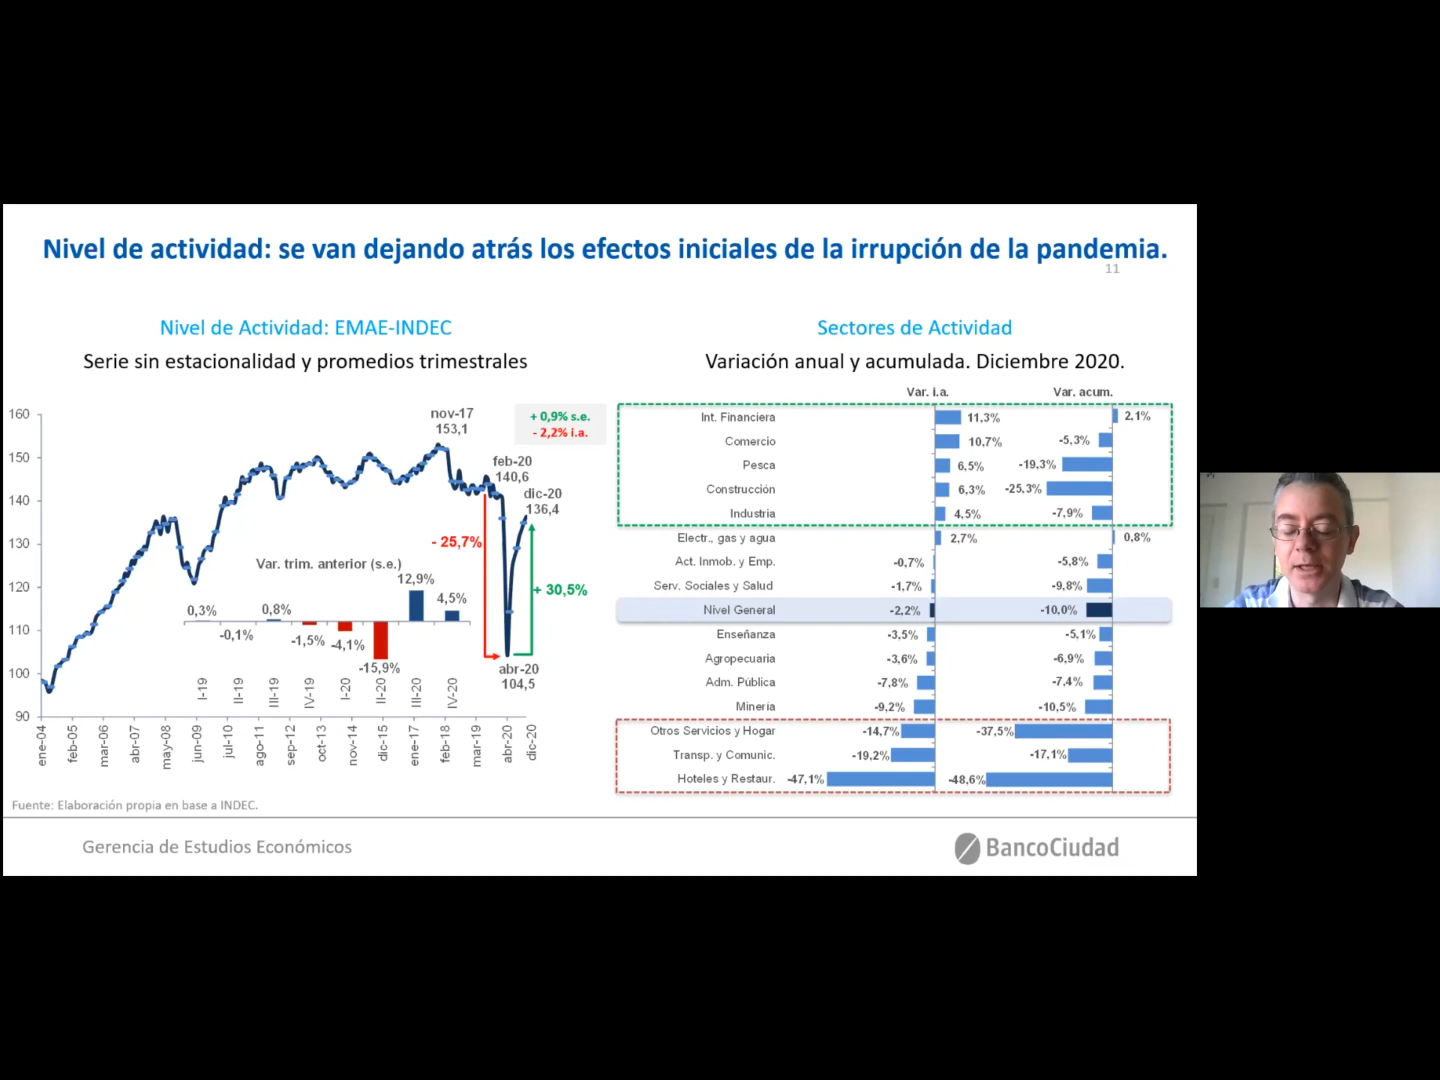 Nivel de actividad: se van dejando atrás los efectos iniciales de la irrupción de la pandemia.
11
Nivel de Actividad: EMAE-INDEC
Serie sin estacionalidad y promedios trimestrales
160
150
140
130
120
110
100
90
nov-17
153,1
+ 0,9% s.e.
- 2,2% i.a.
feb-20
140,6
dic-20
136,4
- 25,7%
+ 30,5%
abr-20
104,5
Var. trim. anterior (s.e.)
0,3%
-0,1%
0,8%
-1,5%
-4,1%
-15,9%
12,9%
4,5%
I-19
II-19
III-19
IV-19
I-20
II-20
III-20
IV-20
ene-04
feb-05
mar-06
abr-07
may-08
jun-09
jul-10
ago-11
sep-12
oct-13
nov-14
dic-15
ene-17
feb-18
mar-19
abr-20
dic-20
Sectores de Actividad
Variación anual y acumulada. Diciembre 2020.
Var. i.a. Var. acum.
Int. Financiera 11,3% 2,1%
Comercio 10,7% -5,3%
Pesca 6,5% -19,3%
Construcción 6,3% -25,3%
Industria 4,5% -7,9%
Electr., gas y agua 2,7% 0,8%
Act. Inmob. y Emp. -0,7% -5,8%
Serv. Sociales y Salud -1,7% -9,8%
Nivel General -2,2% -10,0%
Enseñanza -3,5% -5,1%
Agropecuaria -3,6% -6,9%
Adm. Pública -7,8% -7,4%
Minería -9,2% -10,5%
Otros Servicios y Hogar -14,7% -37,5%
Transp. y Comunic. -19,2% -17,1%
Hoteles y Restaur. -47,1% -48,6%
Fuente: Elaboración propia en base a INDEC.
Gerencia de Estudios Económicos
BancoCiudad